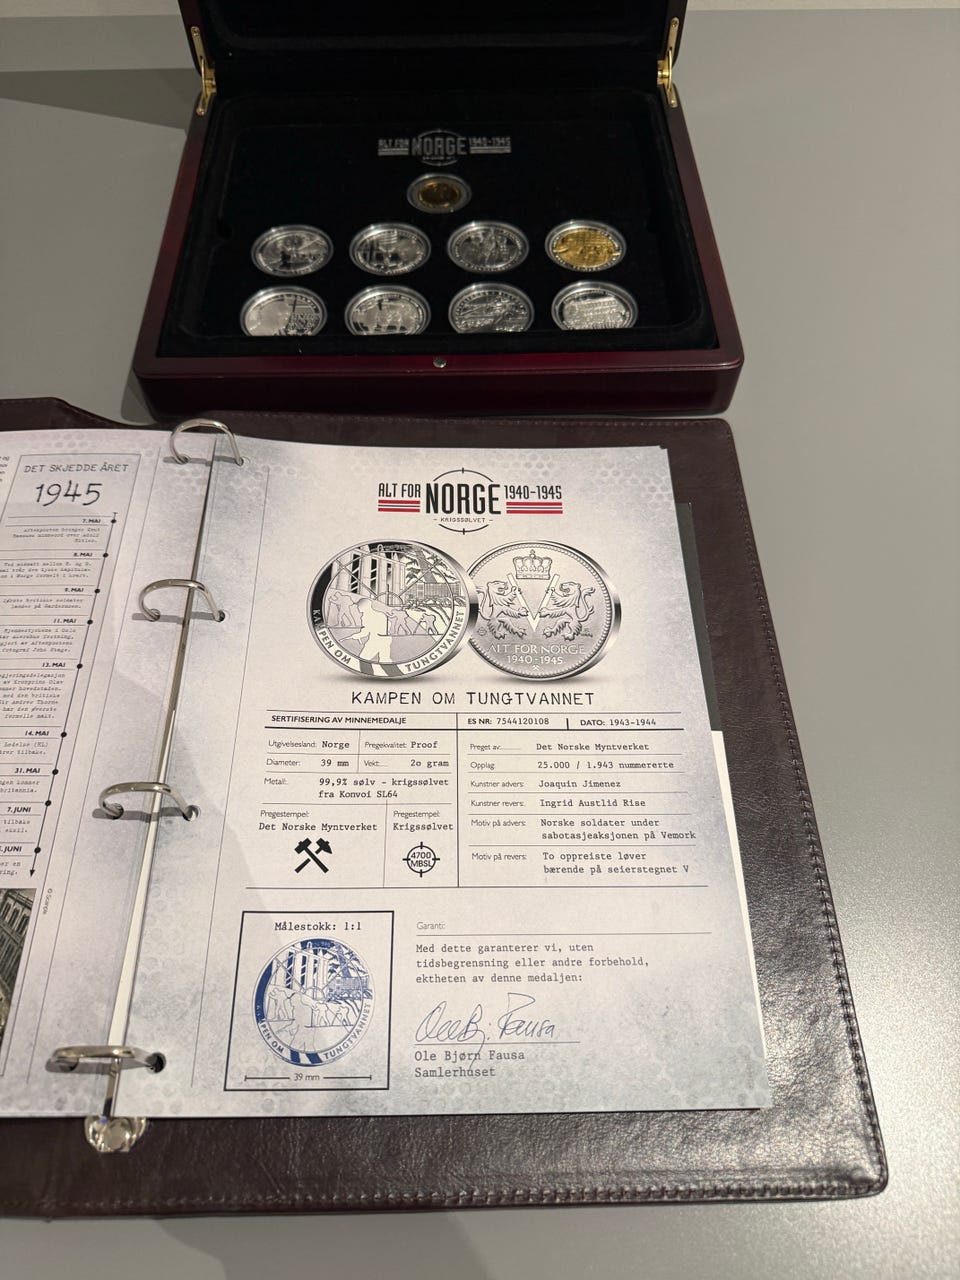 ALT FOR NORGE 1940-1945
DET SKJEDDE ÅRET
1945
7. MAI
8. MAI
9. MAI
11. MAI
13. MAI
14. MAI
31. MAI
7. JUNI
JUNI
ALT FOR NORGE 1940-1945
- KRIGSSØLVET -
KAMPEN OM TUNGTVANNET
ALT FOR NORGE
1940-1945
KAMPEN OM TUNGTVANNET
SERTIFISERING AV MINNEMEDALJE
ES NR: 7544120108 | DATO: 1943-1944
Utgivelsesland: Norge Pregekvalitet: Proof
Diameter: 39 mm Vekt: 20 gram
Metall: 99,9% sølv - krigssølvet
fra Konvoi SL64
Pregestempel: Det Norske Myntverket
Pregestempel: Krigssølvet
4700
MBSL
Preget av: Det Norske Myntverket
Opplag: 25.000 / 1.943 nummererte
Kunstner advers: Joaquin Jimenez
Kunstner revers: Ingrid Austlid Rise
Motiv på advers: Norske soldater under
sabotasjeaksjonen på Vemork
Motiv på revers: To oppreiste løver
bærende på seierstegnet V
Målestokk: 1:1
KAMPEN OM TUNGTVANNET
39 mm
Garanti:
Med dette garanterer vi, uten
tidsbegrensning eller andre forbehold,
ektheten av denne medaljen:
Ole Bj. Fausa
Ole Bjørn Fausa
Samlerhuset